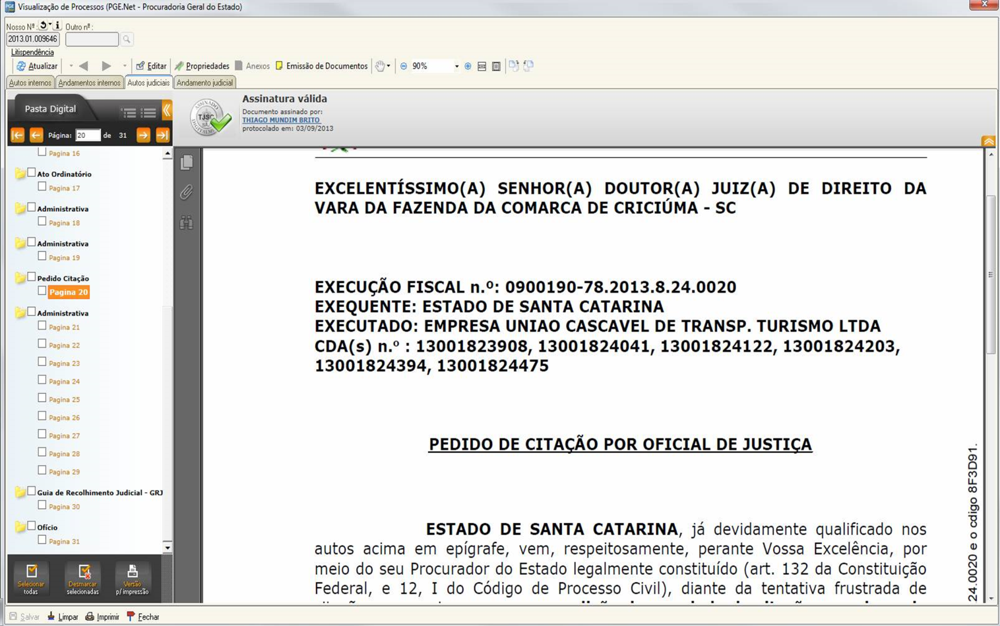 Visualização de Processos (PGE.Net - Procuradoria Geral do Estado)
Nosso Nº : Outro nº :
2013.01.009646
Litispendência
Atualizar Editar Propriedades Anexos Emissão de Documentos 90%
Autos internos Andamentos internos Autos judiciais Andamento judicial
Pasta Digital
Página: 20 de 31
Pagina 16
Ato Ordinatório
Pagina 17
Administrativa
Pagina 18
Administrativa
Pagina 19
Pedido Citação
Pagina 20
Administrativa
Pagina 21
Pagina 22
Pagina 23
Pagina 24
Pagina 25
Pagina 26
Pagina 27
Pagina 28
Pagina 29
Guia de Recolhimento Judicial - GRJ
Pagina 30
Ofício
Pagina 31
Selecionar todas
Desmarcar selecionadas
Versão p/ impressão
ASSINADO
TJSC
Assinatura válida
Documento assinado por:
THIAGO MUNDIM BRITO
protocolado em: 03/09/2013
EXCELENTÍSSIMO(A) SENHOR(A) DOUTOR(A) JUIZ(A) DE DIREITO DA
VARA DA FAZENDA DA COMARCA DE CRICIÚMA - SC
EXECUÇÃO FISCAL n.º: 0900190-78.2013.8.24.0020
EXEQUENTE: ESTADO DE SANTA CATARINA
EXECUTADO: EMPRESA UNIAO CASCAVEL DE TRANSP. TURISMO LTDA
CDA(s) n.º : 13001823908, 13001824041, 13001824122, 13001824203,
13001824394, 13001824475
PEDIDO DE CITAÇÃO POR OFICIAL DE JUSTIÇA
ESTADO DE SANTA CATARINA, já devidamente qualificado nos
autos acima em epígrafe, vem, respeitosamente, perante Vossa Excelência, por
meio do seu Procurador do Estado legalmente constituído (art. 132 da Constituição
Federal, e 12, I do Código de Processo Civil), diante da tentativa frustrada de
24.0020 e o cdigo 8F3D91.
Salvar Limpar Imprimir Fechar